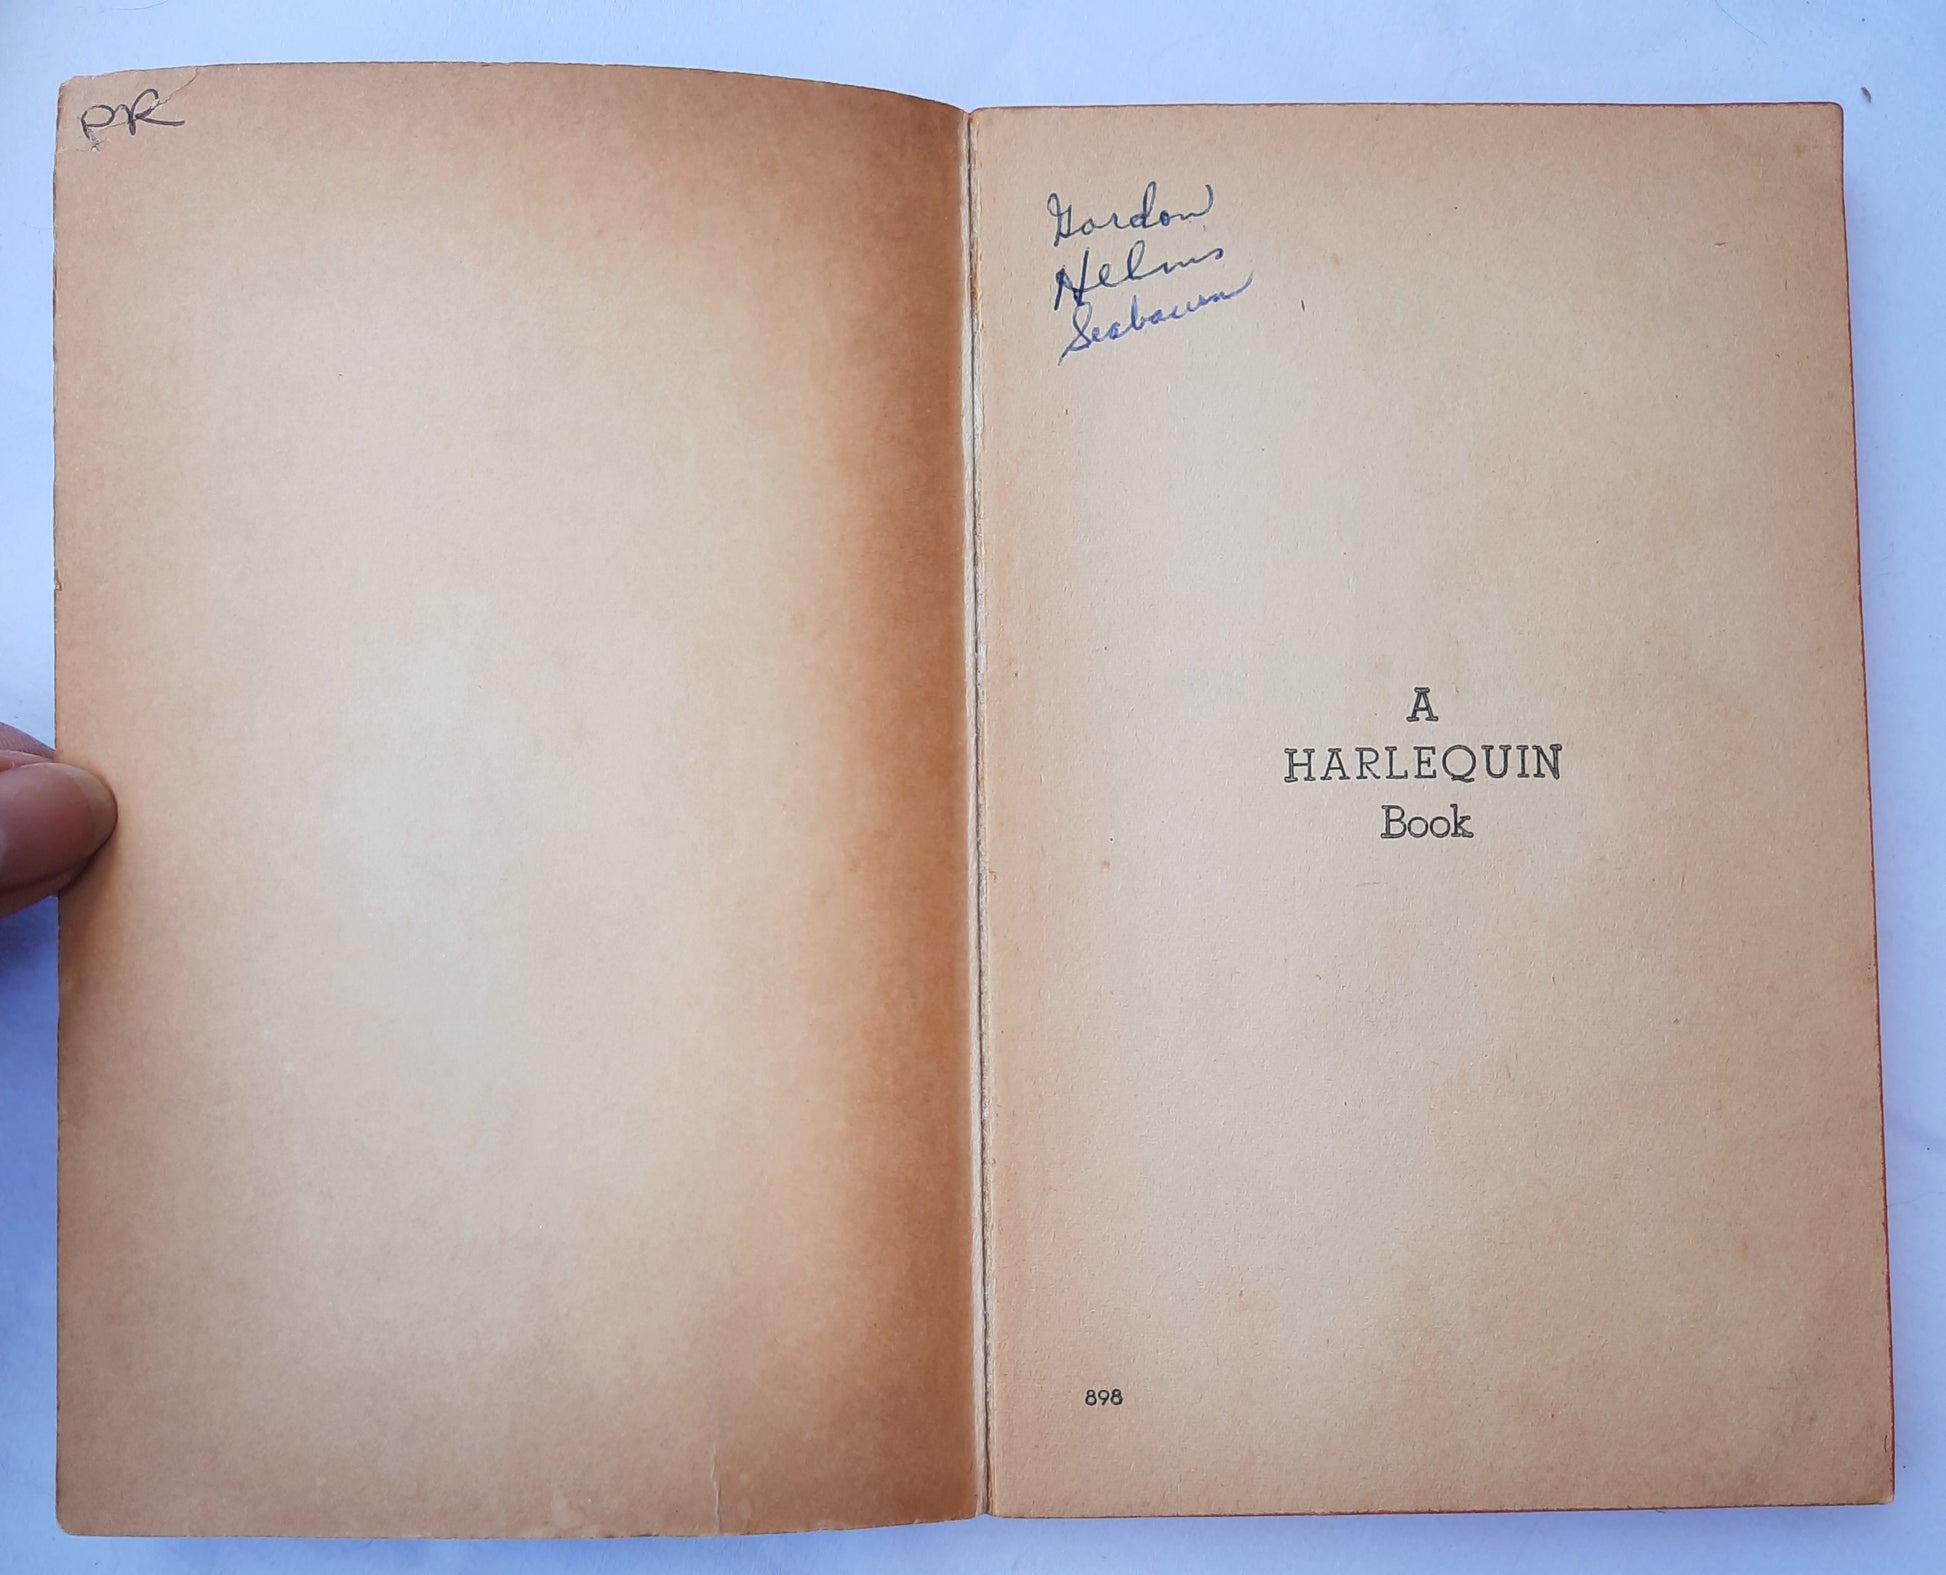 PR
Gordon
Helms
Seabourn
A
HARLEQUIN
Book
898